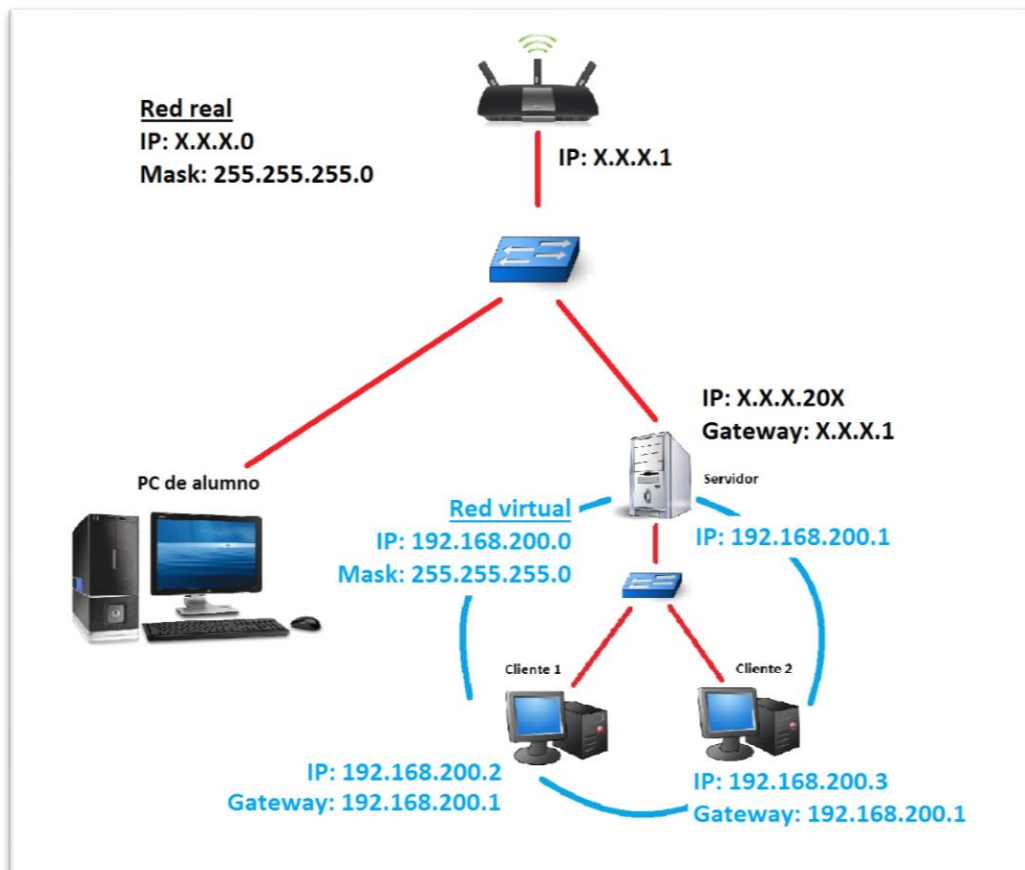 Red real
IP: X.X.X.0
Mask: 255.255.255.0
IP: X.X.X.1
IP: X.X.X.20X
Gateway: X.X.X.1
Servidor
PC de alumno
Red virtual
IP: 192.168.200.0
Mask: 255.255.255.0
IP: 192.168.200.1
Cliente 1
Cliente 2
IP: 192.168.200.2
Gateway: 192.168.200.1
IP: 192.168.200.3
Gateway: 192.168.200.1